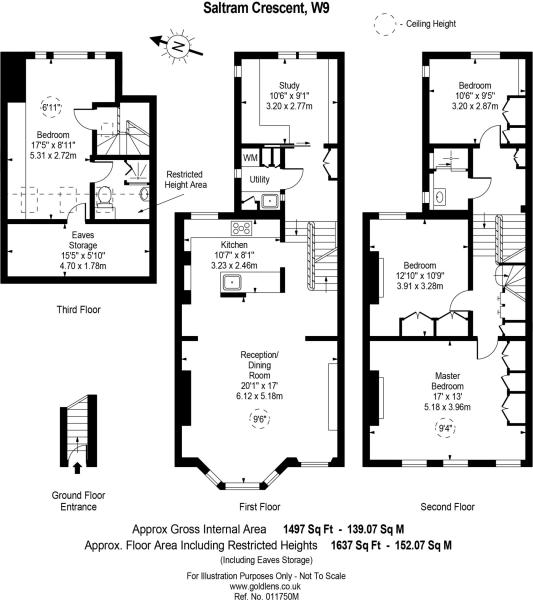 Saltram Crescent, W9
- Ceiling Height
N
6'11"
Bedroom
17'5" x 8'11"
5.31 x 2.72m
Restricted
Height Area
Eaves
Storage
15'5" x 5'10"
4.70 x 1.78m
Third Floor
Ground Floor
Entrance
Study
10'6" x 9'1"
3.20 x 2.77m
WM
Utility
Kitchen
10'7" x 8'1"
3.23 x 2.46m
Reception/
Dining
Room
20'1" x 17'
6.12 x 5.18m
9'6"
First Floor
Bedroom
10'6" x 9'5"
3.20 x 2.87m
Bedroom
12'10" x 10'9"
3.91 x 3.28m
Master
Bedroom
17' x 13'
5.18 x 3.96m
9'4"
Second Floor
Approx Gross Internal Area 1497 Sq Ft - 139.07 Sq M
Approx. Floor Area Including Restricted Heights 1637 Sq Ft - 152.07 Sq M
(Including Eaves Storage)
For Illustration Purposes Only - Not To Scale
www.goldlens.co.uk
Ref. No. 011750M